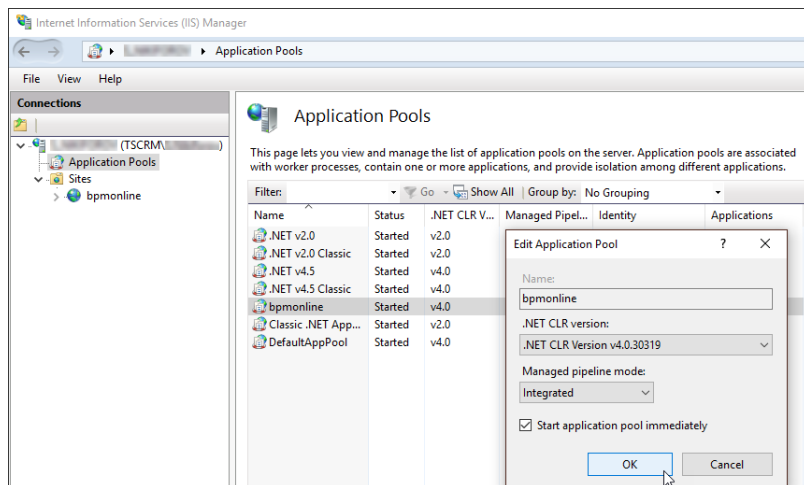 Internet Information Services (IIS) Manager
Application Pools
File View Help
Connections
(TSCRM\ )
Application Pools
Sites
bpmonline
Application Pools
This page lets you view and manage the list of application pools on the server. Application pools are associated
with worker processes, contain one or more applications, and provide isolation among different applications.
Filter: Go Show All Group by: No Grouping
Name Status .NET CLR V... Managed Pipel... Identity Applications
.NET v2.0 Started v2.0
.NET v2.0 Classic Started v2.0
.NET v4.5 Started v4.0
.NET v4.5 Classic Started v4.0
bpmonline Started v4.0
Classic .NET App... Started v2.0
DefaultAppPool Started v4.0
Edit Application Pool ? X
Name:
bpmonline
.NET CLR version:
.NET CLR Version v4.0.30319
Managed pipeline mode:
Integrated
Start application pool immediately
OK Cancel